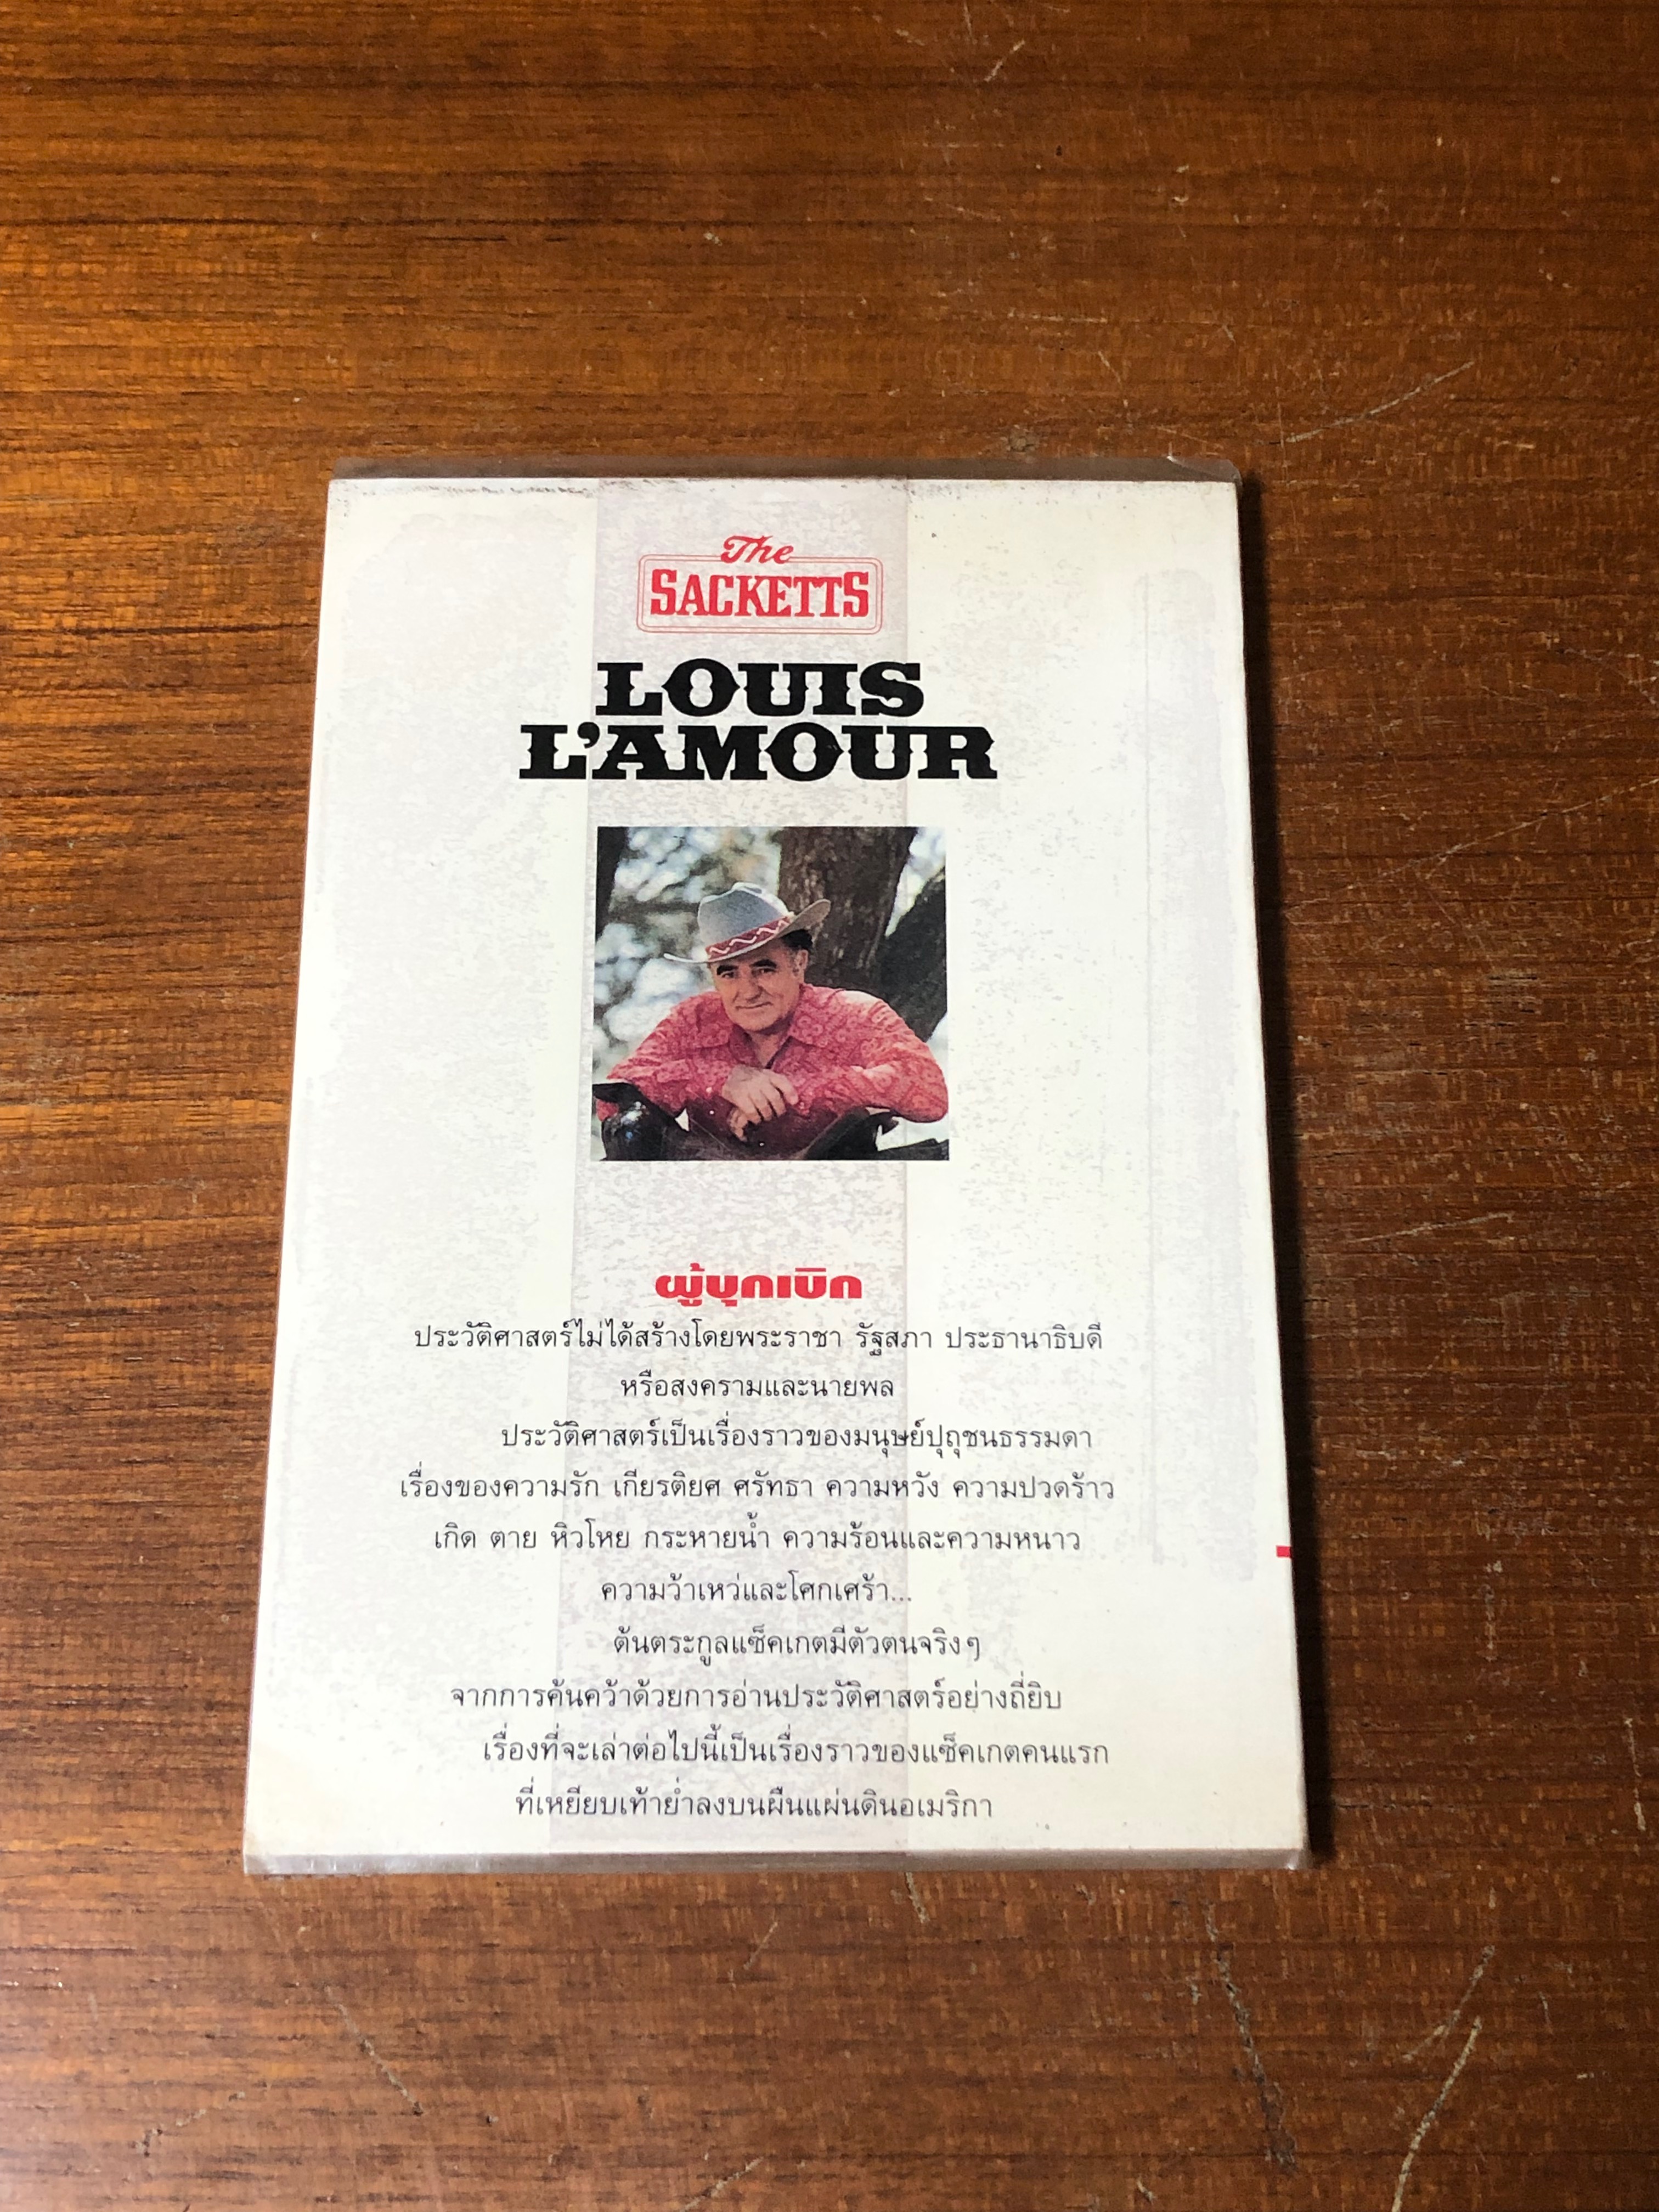 The
SACKETTS
LOUIS
L'AMOUR
ผู้บุกเบิก
ประวัติศาสตร์ไม่ได้สร้างโดยพระราชา รัฐสภา ประธานาธิบดี
หรือสงครามและนายพล
ประวัติศาสตร์เป็นเรื่องราวของมนุษย์ปุถุชนธรรมดา
เรื่องของความรัก เกียรติยศ ศรัทธา ความหวัง ความปวดร้าว
เกิด ตาย หิวโหย กระหายน้ำ ความร้อนและความหนาว
ความว้าเหว่และโศกเศร้า...
ต้นตระกูลแซ็คเกตมีตัวตนจริงๆ
จากการค้นคว้าด้วยการอ่านประวัติศาสตร์อย่างถี่ยิบ
เรื่องที่จะเล่าต่อไปนี้เป็นเรื่องราวของแซ็คเกตคนแรก
ที่เหยียบเท้าย่ำลงบนผืนแผ่นดินอเมริกา